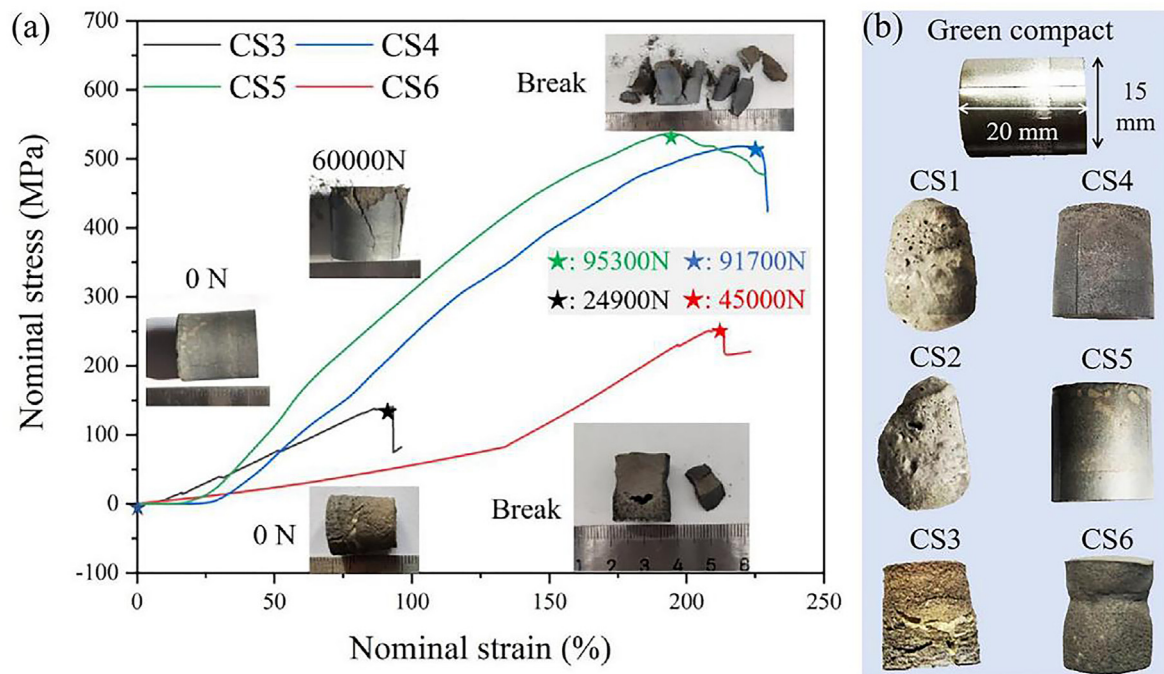 (a)
700
600
500
400
300
200
100
0
-100
0
50
100
150
200
250
Nominal stress (MPa)
Nominal strain (%)
CS3 CS4
CS5 CS6
Break
60000N
0 N
★: 95300N ★: 91700N
★: 24900N ★: 45000N
0 N
Break
1 2 3 4 5 6
(b) Green compact
20 mm
15
mm
CS1 CS4
CS2 CS5
CS3 CS6